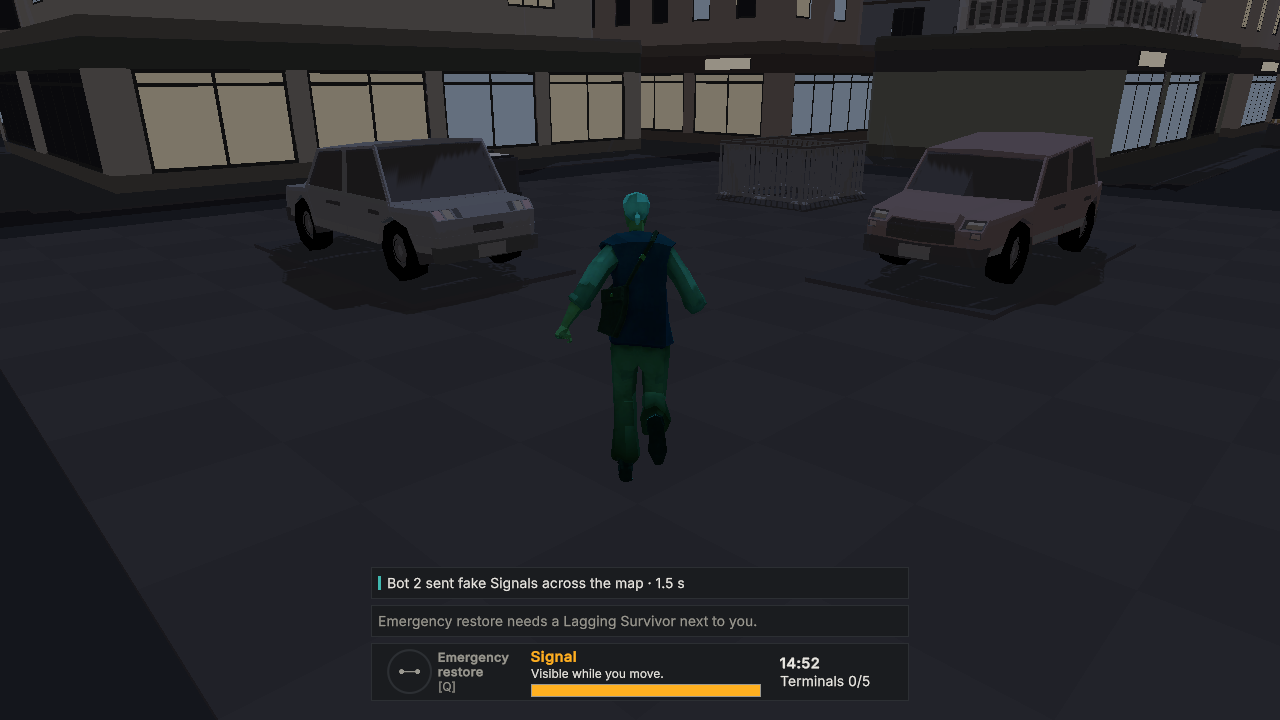 Bot 2 sent fake Signals across the map · 1.5 s
Emergency restore needs a Lagging Survivor next to you.
Emergency
restore
[Q]
Signal
Visible while you move.
14:52
Terminals 0/5